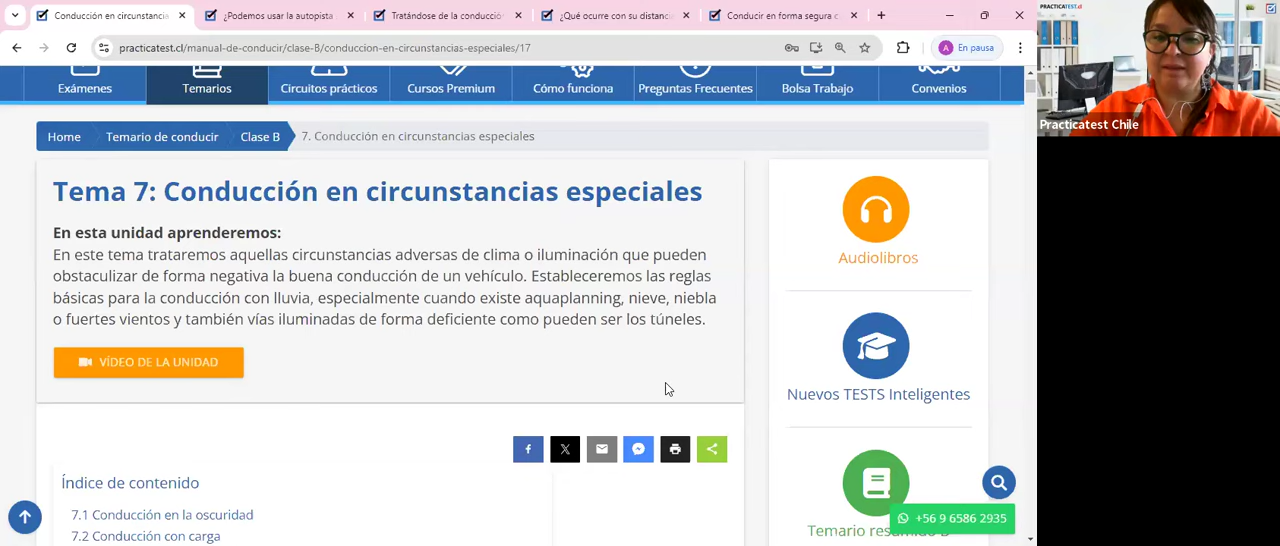 Conducción en circunstancia
¿Podemos usar la autopista
Tratándose de la conducción
¿Qué ocurre con su distanci
Conducir en forma segura c
practicatest.cl/manual-de-conducir/clase-B/conduccion-en-circunstancias-especiales/17
A
En pausa
Exámenes
Temarios
Circuitos prácticos
Cursos Premium
Cómo funciona
Preguntas Frecuentes
Bolsa Trabajo
Convenios
Home
Temario de conducir
Clase B
7. Conducción en circunstancias especiales
Tema 7: Conducción en circunstancias especiales
En esta unidad aprenderemos:
En este tema trataremos aquellas circunstancias adversas de clima o iluminación que pueden
obstaculizar de forma negativa la buena conducción de un vehículo. Estableceremos las reglas
básicas para la conducción con lluvia, especialmente cuando existe aquaplanning, nieve, niebla
o fuertes vientos y también vías iluminadas de forma deficiente como pueden ser los túneles.
VÍDEO DE LA UNIDAD
Índice de contenido
7.1 Conducción en la oscuridad
7.2 Conducción con carga
Audiolibros
Nuevos TESTS Inteligentes
Temario resumido B
+56 9 6586 2935
PRACTICATEST.CL
Practicatest Chile